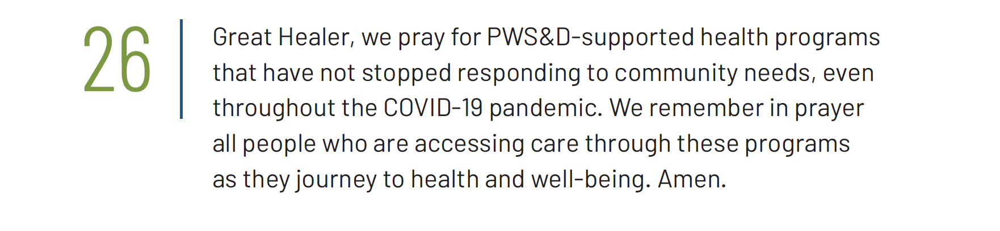 26
Great Healer, we pray for PWS&D-supported health programs
that have not stopped responding to community needs, even
throughout the COVID-19 pandemic. We remember in prayer
all people who are accessing care through these programs
as they journey to health and well-being. Amen.